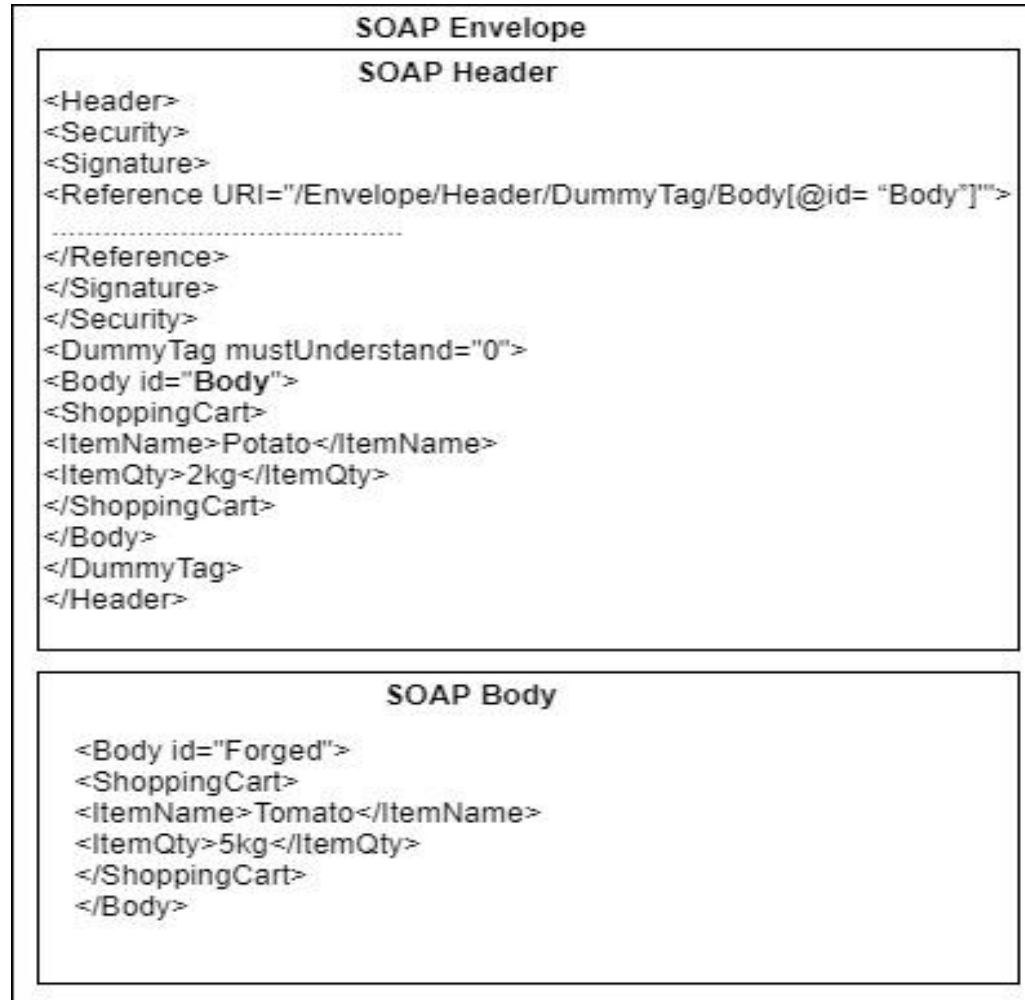 SOAP Envelope
SOAP Header
<Header>
<Security>
<Signature>
<Reference URI="/Envelope/Header/DummyTag/Body[@id= “Body”]'">
..........................................
</Reference>
</Signature>
</Security>
<DummyTag mustUnderstand="0">
<Body id="Body">
<ShoppingCart>
<ItemName>Potato</ItemName>
<ItemQty>2kg</ItemQty>
</ShoppingCart>
</Body>
</DummyTag>
</Header>
SOAP Body
<Body id="Forged">
<ShoppingCart>
<ItemName>Tomato</ItemName>
<ItemQty>5kg</ItemQty>
</ShoppingCart>
</Body>